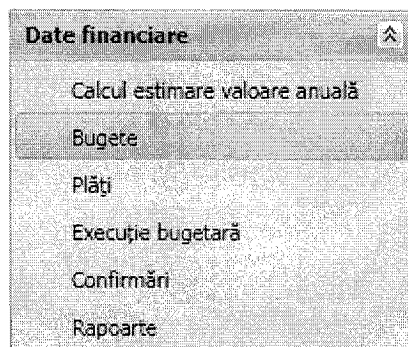 Date financiare
Calcul estimare valoare anuală
Bugete
Plăți
Execuție bugetară
Confirmări
Rapoarte